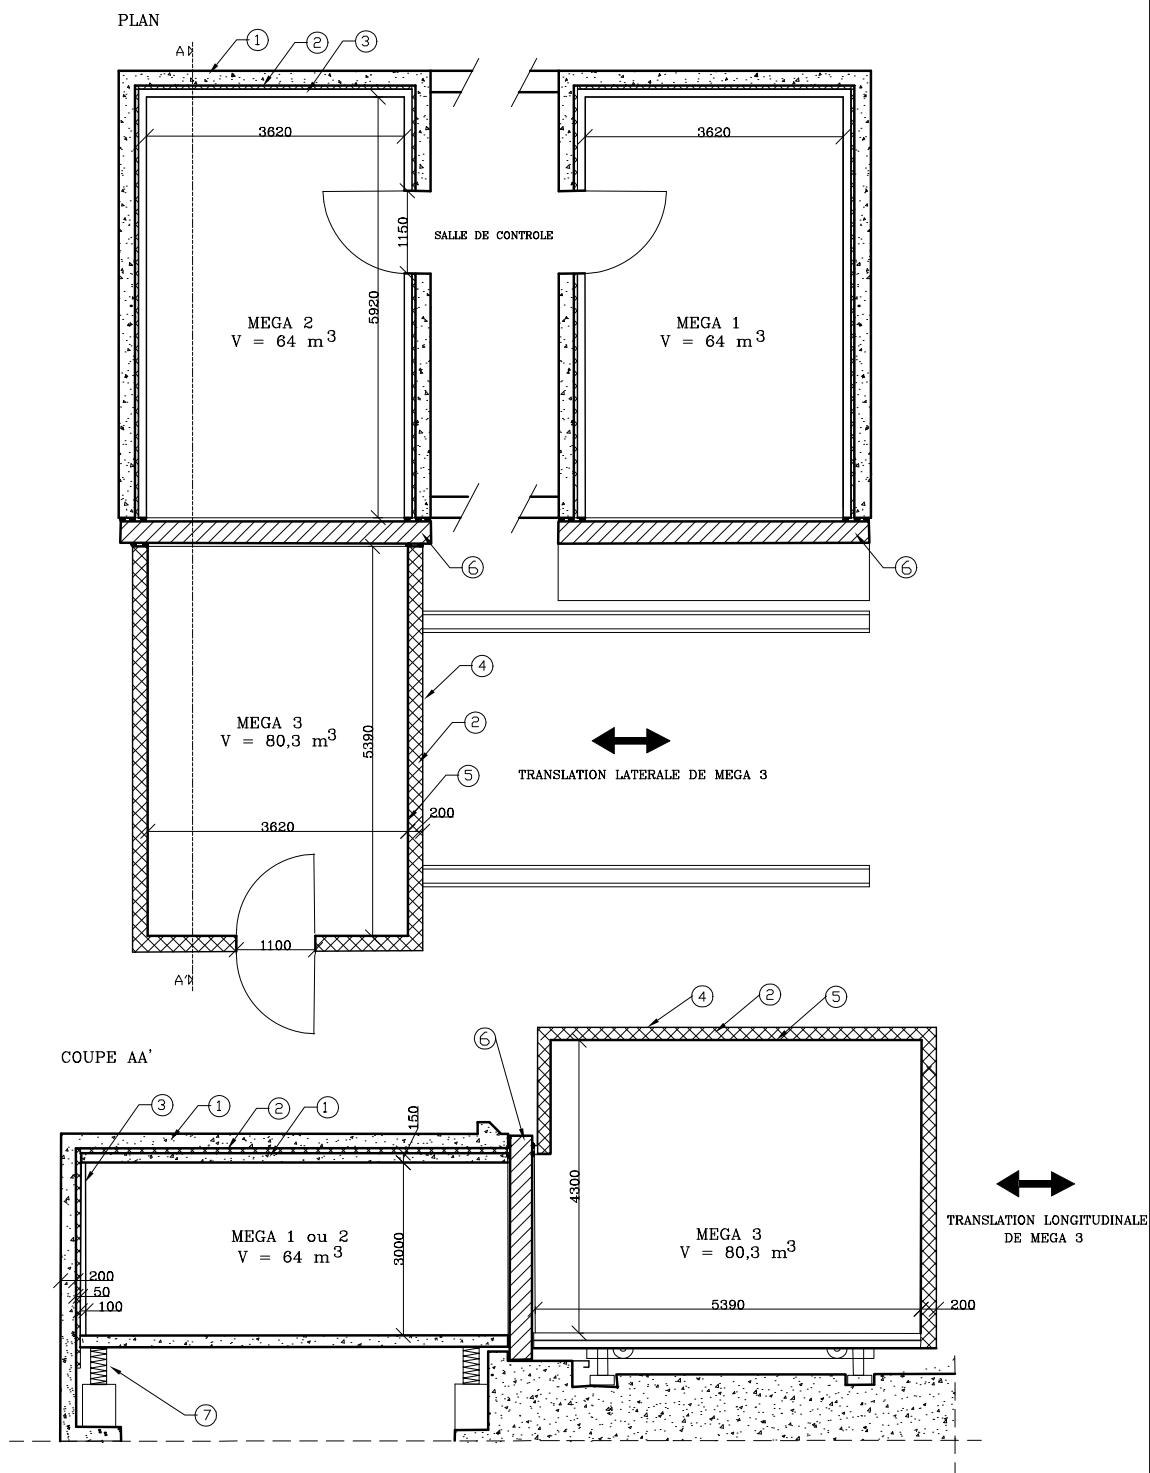 PLAN
A
1
2
3
3620
3620
1150
SALLE DE CONTROLE
5920
MEGA 2
V = 64 m3
MEGA 1
V = 64 m3
6
6
4
MEGA 3
V = 80,3 m3
5390
2
TRANSLATION LATERALE DE MEGA 3
5
200
3620
1100
A'
4
2
5
6
COUPE AA'
3
1
2
1
150
4300
MEGA 1 ou 2
V = 64 m3
3000
MEGA 3
V = 80,3 m3
TRANSLATION LONGITUDINALE
DE MEGA 3
200
50
100
5390
200
7